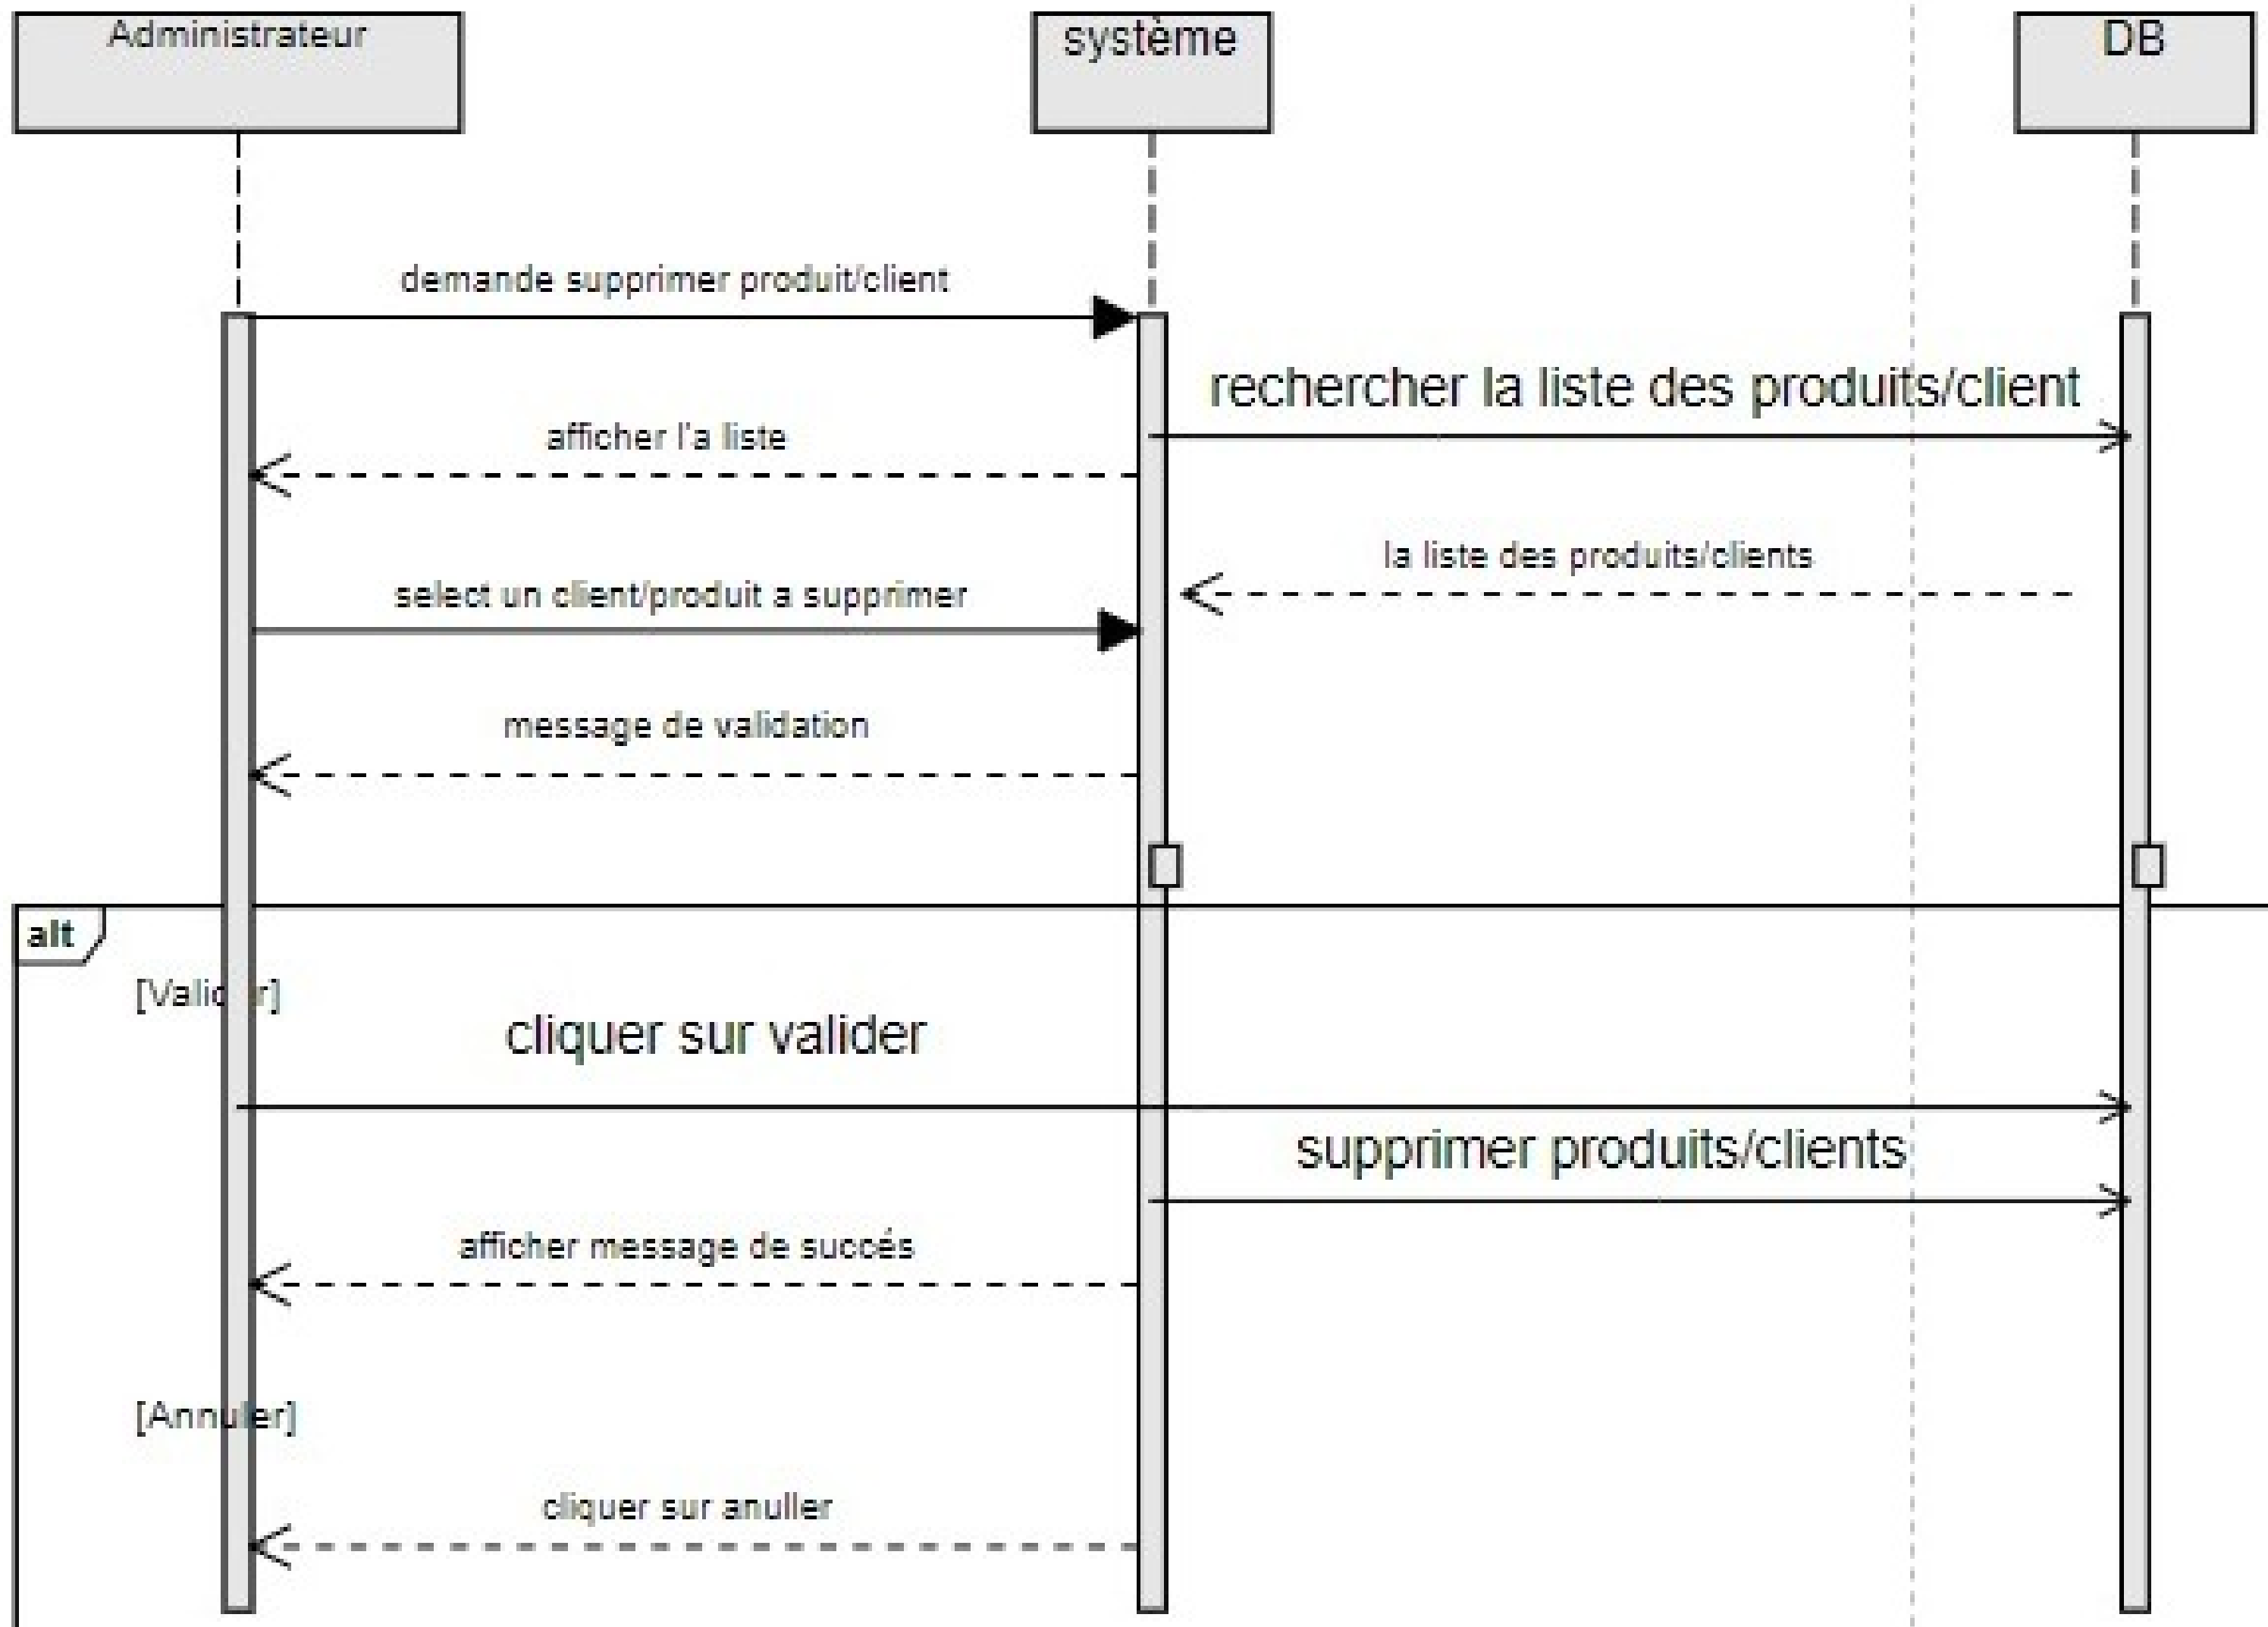 Administrateur
système
DB
demande supprimer produit/client
rechercher la liste des produits/client
afficher l'a liste
la liste des produits/clients
select un client/produit a supprimer
message de validation
alt
[Valider]
cliquer sur valider
supprimer produits/clients
afficher message de succés
[Annuler]
cliquer sur anuller